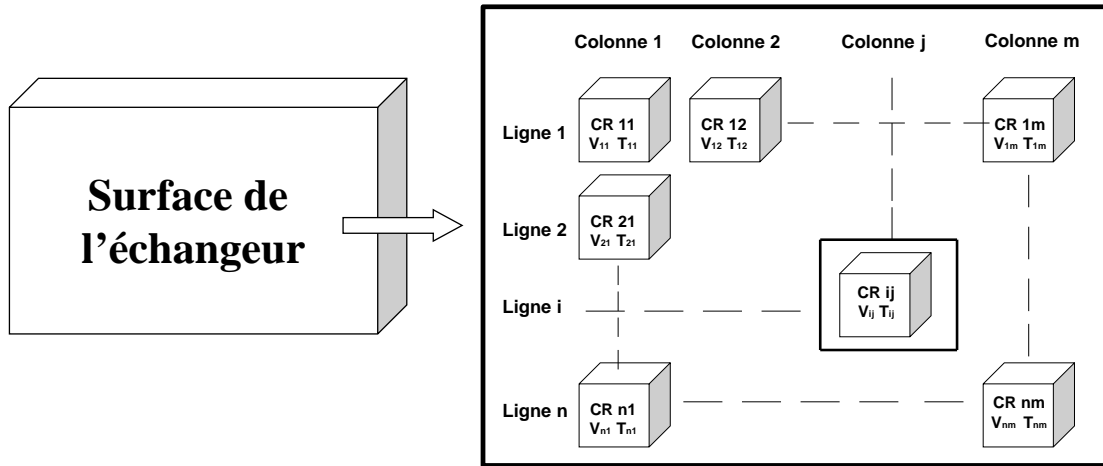 Colonne 1 Colonne 2 Colonne j Colonne m
Ligne 1
CR 11
V11 T11
CR 12
V12 T12
CR 1m
V1m T1m
Surface de
l'échangeur
Ligne 2
CR 21
V21 T21
Ligne i
CR ij
Vij Tij
Ligne n
CR n1
Vn1 Tn1
CR nm
Vnm Tnm